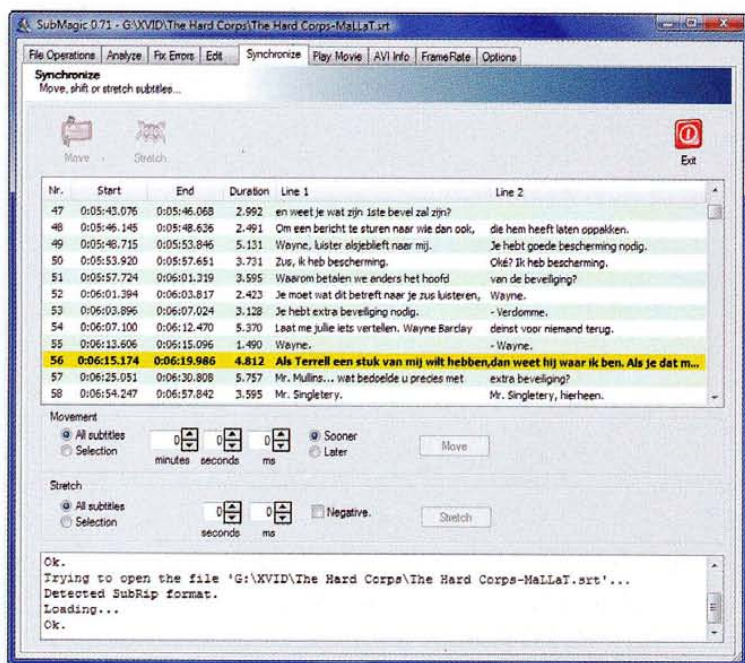 SubMagic 0.71 - G:\XVID\The Hard Corps\The Hard Corps-MaLLaT.srt
File Operations Analyze Fix Errors Edit Synchronize Play Movie AVI Info FrameRate Options
Synchronize
Move, shift or stretch subtitles...
Move Stretch Exit
Nr. Start End Duration Line 1 Line 2
47 0:05:43.076 0:05:46.068 2.992 en weet je wat zijn 1ste bevel zal zijn?
48 0:05:46.145 0:05:48.636 2.491 Om een bericht te sturen naar wie dan ook, die hem heeft laten oppakken.
49 0:05:48.715 0:05:53.846 5.131 Wayne, luister alsjeblieft naar mij. Je hebt goede bescherming nodig.
50 0:05:53.920 0:05:57.651 3.731 Zus, ik heb bescherming. Oké? Ik heb bescherming.
51 0:05:57.724 0:06:01.319 3.595 Waarom betalen we anders het hoofd van de beveiliging?
52 0:06:01.394 0:06:03.817 2.423 Je moet wat dit betreft naar je zus luisteren, Wayne.
53 0:06:03.896 0:06:07.024 3.128 Je hebt extra beveiling nodig. - Verdomme.
54 0:06:07.100 0:06:12.470 5.370 Laat me jullie iets vertellen. Wayne Barclay deinst voor niemand terug.
55 0:06:13.606 0:06:15.096 1.490 Wayne. - Wayne.
56 0:06:15.174 0:06:19.986 4.812 Als Terrell een stuk van mij wilt hebben,dan weet hij waar ik ben. Als je dat m...
57 0:06:25.051 0:06:30.808 5.757 Mr. Mullins... wat bedoelde u precies met extra beveiliging?
58 0:06:54.247 0:06:57.842 3.595 Mr. Singletery. Mr. Singletery, hierheen.
Movement
All subtitles 0 0 0 Sooner Move
Selection minutes seconds ms Later
Stretch
All subtitles 0 0 Negative. Stretch
Selection seconds ms
Ok.
Trying to open the file 'G:\XVID\The Hard Corps\The Hard Corps-MaLLaT.srt'...
Detected SubRip format.
Loading...
Ok.